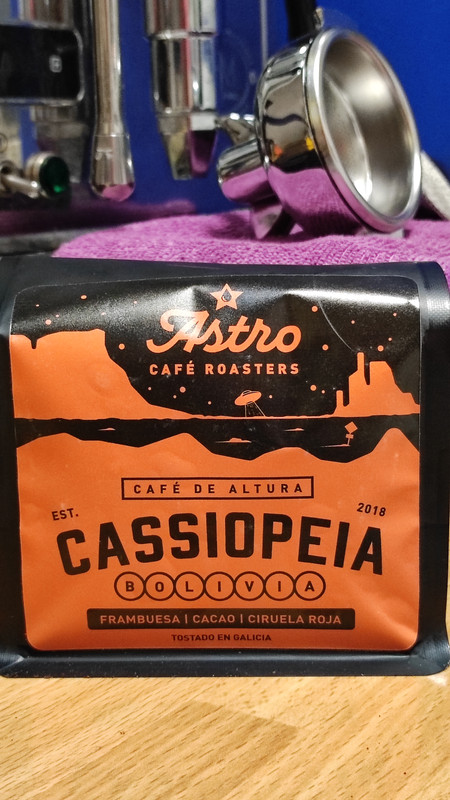 Astro
CAFÉ ROASTERS
CAFÉ DE ALTURA
EST. 2018
CASSIOPEIA
BOLIVIA
FRAMBUESA | CACAO | CIRUELA ROJA
TOSTADO EN GALICIA